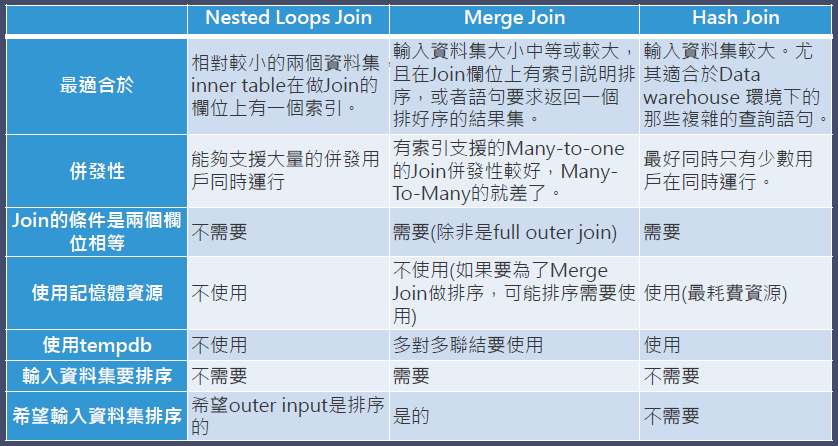 Nested Loops Join
Merge Join
Hash Join
最適合於
相對較小的兩個資料集,
inner table在做Join的
欄位上有一個索引。
輸入資料集大小中等或較大,
且在Join欄位上有索引説明排
序,或者語句要求返回一個
排好序的結果集。
輸入資料集較大。尤
其適合於Data
warehouse 環境下的
那些複雜的查詢語句。
併發性
能夠支援大量的併發用
戶同時運行
有索引支援的Many-to-one
的Join併發性較好,Many-
To-Many的就差了。
最好同時只有少數用
戶在同時運行。
Join的條件是兩個欄
位相等
不需要
需要(除非是full outer join)
需要
使用記憶體資源
不使用
不使用(如果要為了Merge
Join做排序,可能排序需要使
用)
使用(最耗費資源)
使用tempdb
不使用
多對多聯結要使用
使用
輸入資料集要排序
不需要
需要
不需要
希望輸入資料集排序
希望outer input是排序
的
是的
不需要